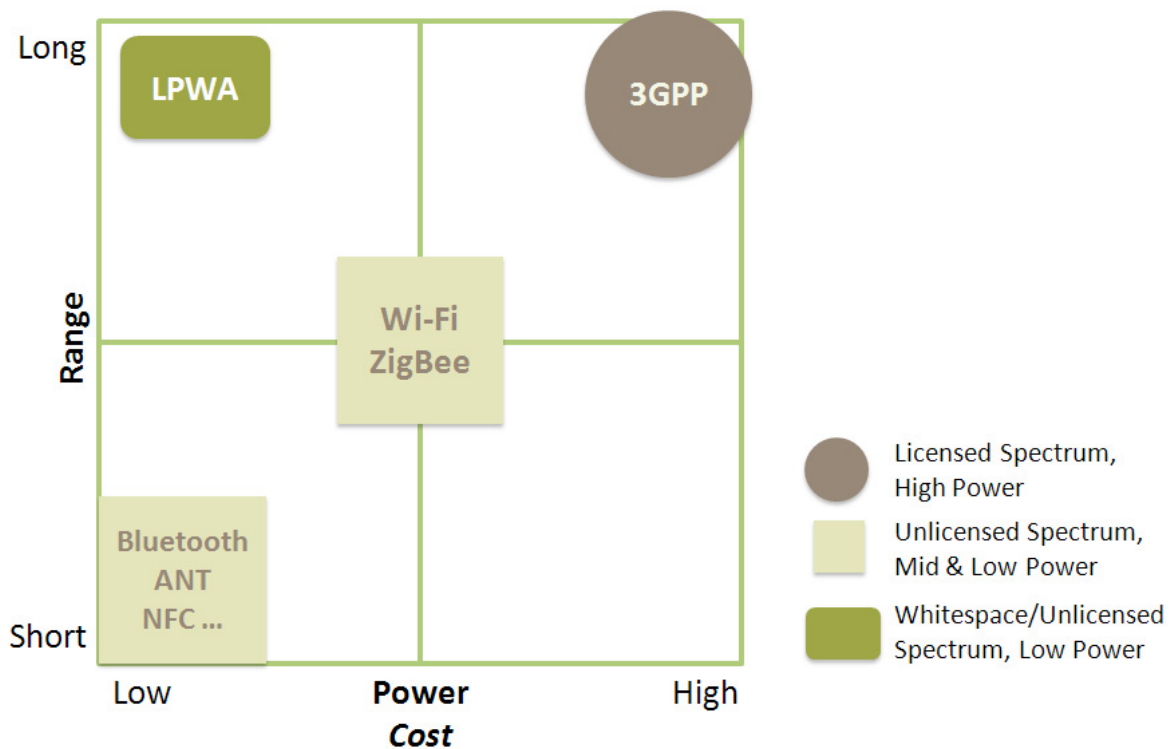 Long
LPWA
3GPP
Range
Wi-Fi
ZigBee
Licensed Spectrum,
High Power
Bluetooth
ANT
NFC ...
Unlicensed Spectrum,
Mid & Low Power
Whitespace/Unlicensed
Spectrum, Low Power
Short
Low
Power
High
Cost